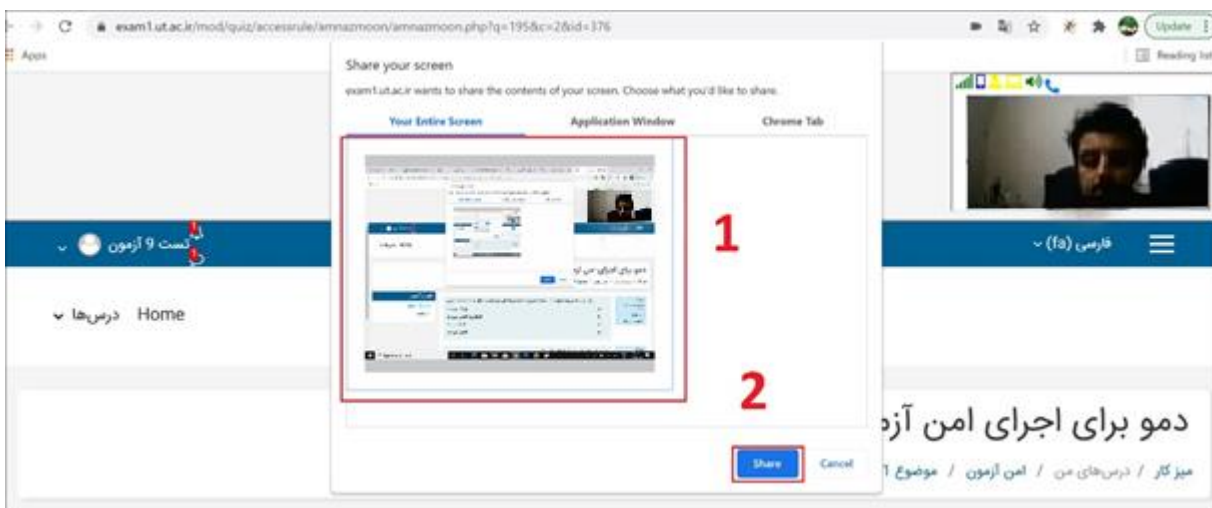 exam1.ut.ac.ir/mod/quiz/accessrule/amnazmoon/amnazmoon.php?q=195&c=2&id=376
Update
Apps
Reading list
Share your screen
exam1.ut.ac.ir wants to share the contents of your screen. Choose what you'd like to share.
Your Entire Screen Application Window Chrome Tab
1
فارسی (fa)
تست 9 آزمون
Home درس‌ها
2
دمو برای اجرای امن
Share Cancel
میز کار / درس‌های من / امن آزمون / موضوع 1